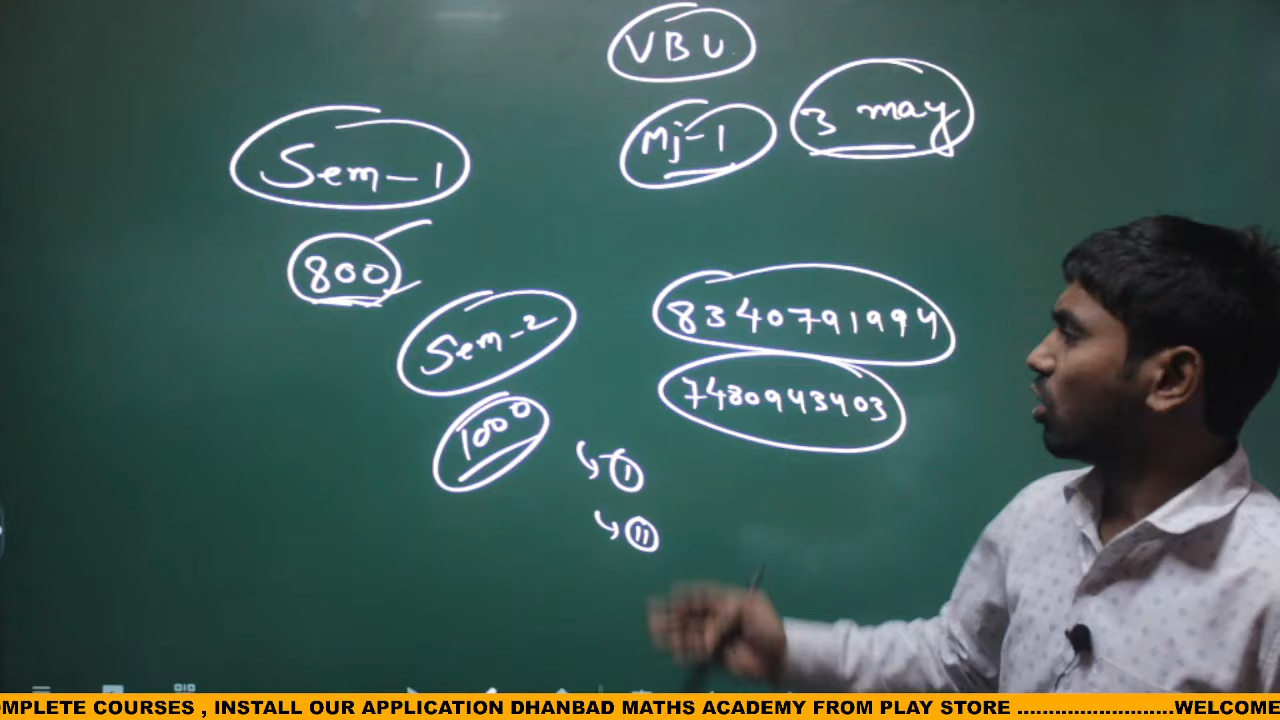 VBU
Mj-1
3 may
Sem-1
800
Sem-2
1000
8340791994
7480943403
I
II
OMPLETE COURSES , INSTALL OUR APPLICATION DHANBAD MATHS ACADEMY FROM PLAY STORE .........................WELCOME